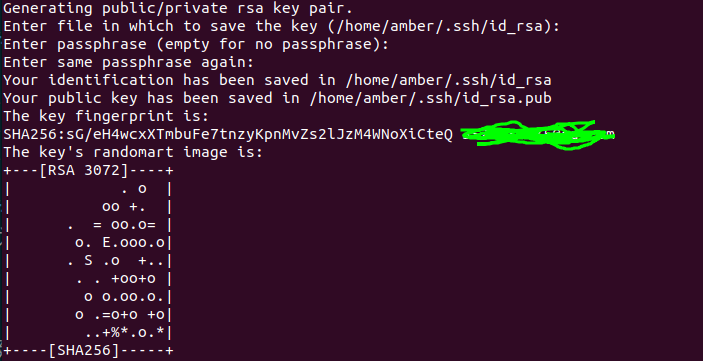 Generating public/private rsa key pair.
Enter file in which to save the key (/home/amber/.ssh/id_rsa):
Enter passphrase (empty for no passphrase):
Enter same passphrase again:
Your identification has been saved in /home/amber/.ssh/id_rsa
Your public key has been saved in /home/amber/.ssh/id_rsa.pub
The key fingerprint is:
SHA256:sG/eH4wcxXTmbuFe7tnzyKpnMvZs2lJzM4WNoXiCteQ
The key's randomart image is:
+---[RSA 3072]----+
|             . o  |
|           oo +.  |
|       .  = oo.o= |
|        o. E.ooo.o|
|       . S .o  +..|
|        . . +oo+o |
|         o o.oo.o.|
|        o .=o+o +o|
|         ..+%*.o.*|
+----[SHA256]-----+